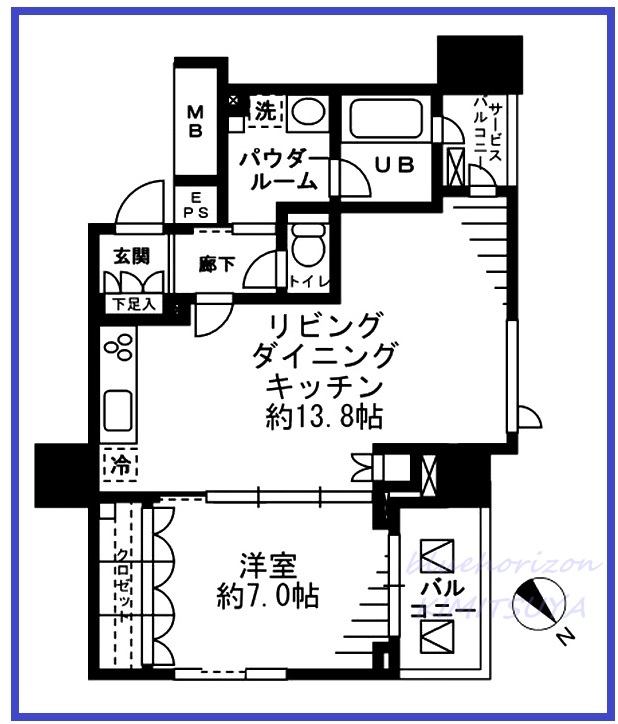 MB
洗
パウダー
ルーム
UB
サービス
バルコニー
EPS
玄関
廊下
トイレ
下足入
リビング
ダイニング
キッチン
約13.8帖
冷
クロゼット
洋室
約7.0帖
バル
コニー
bluehorizon
KIMITSUYA
N